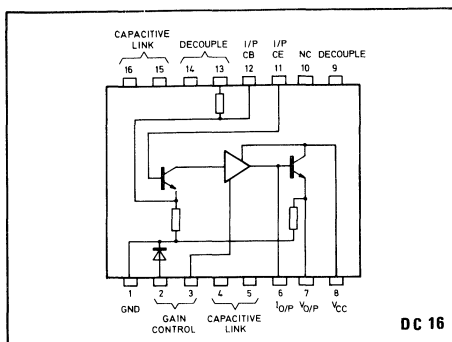 CAPACITIVE LINK
DECOUPLE
I/P CB
I/P CE
NC
DECOUPLE
16 15 14 13 12 11 10 9
1 2 3 4 5 6 7 8
GND
GAIN CONTROL
CAPACITIVE LINK
IO/P
VO/P
VCC
DC 16